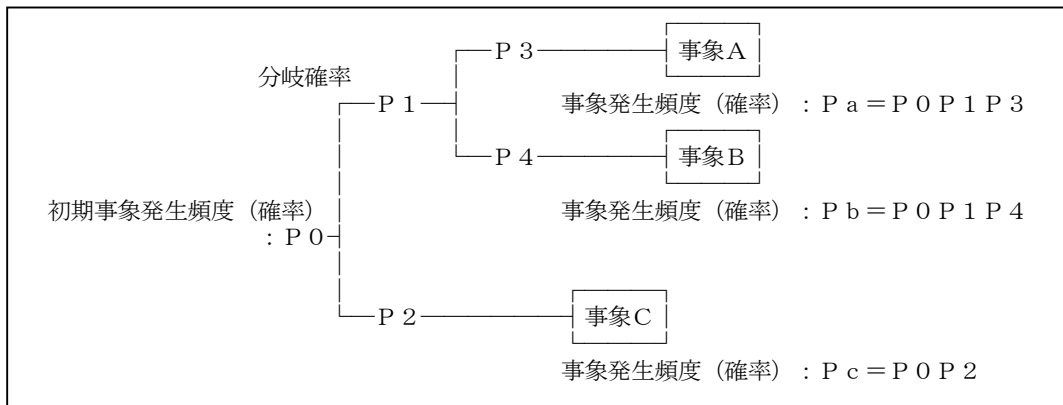 P3
事象A
分岐確率
P1
事象発生頻度(確率):Pa=P0P1P3
P4
事象B
初期事象発生頻度(確率)
:P0
事象発生頻度(確率):Pb=P0P1P4
P2
事象C
事象発生頻度(確率):Pc=P0P2